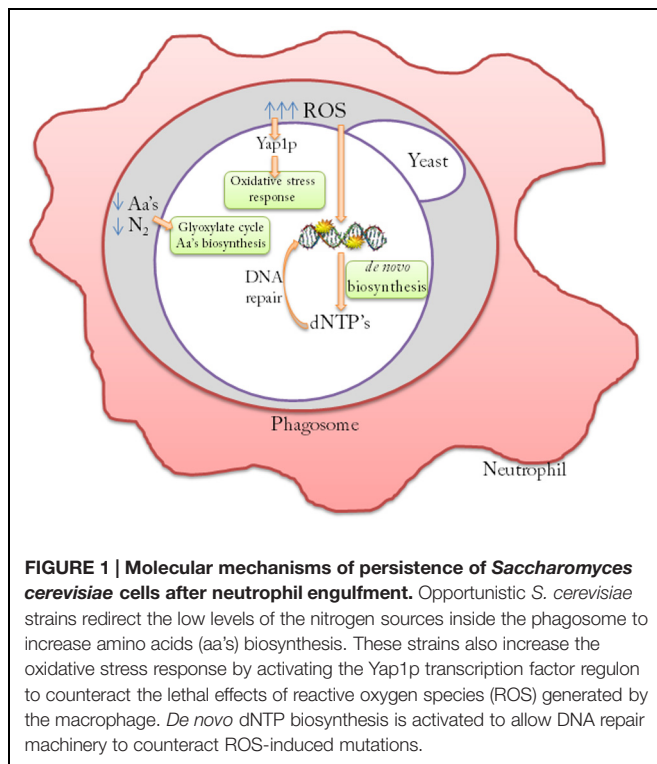 ↑↑↑ ROS
Yap1p
Yeast
Oxidative stress
response
↓ Aa's
↓ N₂
Glyoxylate cycle
Aa's biosynthesis
DNA
repair
de novo
biosynthesis
dNTP's
Phagosome
Neutrophil
FIGURE 1 | Molecular mechanisms of persistence of Saccharomyces
cerevisiae cells after neutrophil engulfment. Opportunistic S. cerevisiae
strains redirect the low levels of the nitrogen sources inside the phagosome to
increase amino acids (aa's) biosynthesis. These strains also increase the
oxidative stress response by activating the Yap1p transcription factor regulon
to counteract the lethal effects of reactive oxygen species (ROS) generated by
the macrophage. De novo dNTP biosynthesis is activated to allow DNA repair
machinery to counteract ROS-induced mutations.